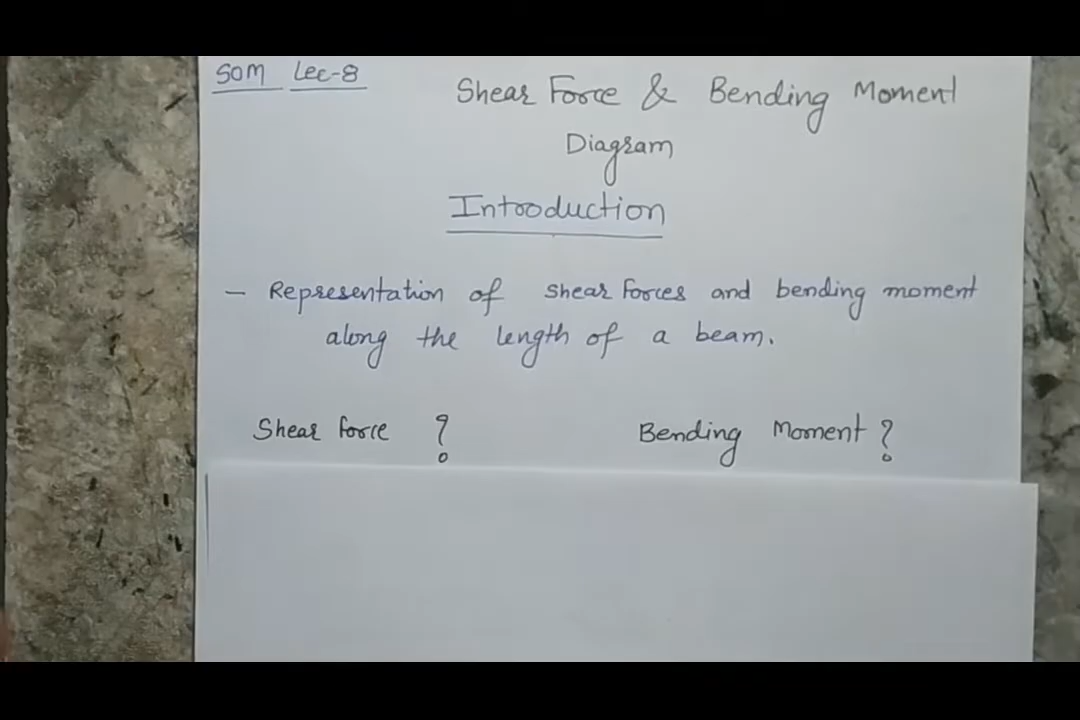 SOM Lec-8
Shear Force & Bending Moment
Diagram
Introduction
- Representation of shear forces and bending moment
along the length of a beam.
Shear force ? Bending Moment ?